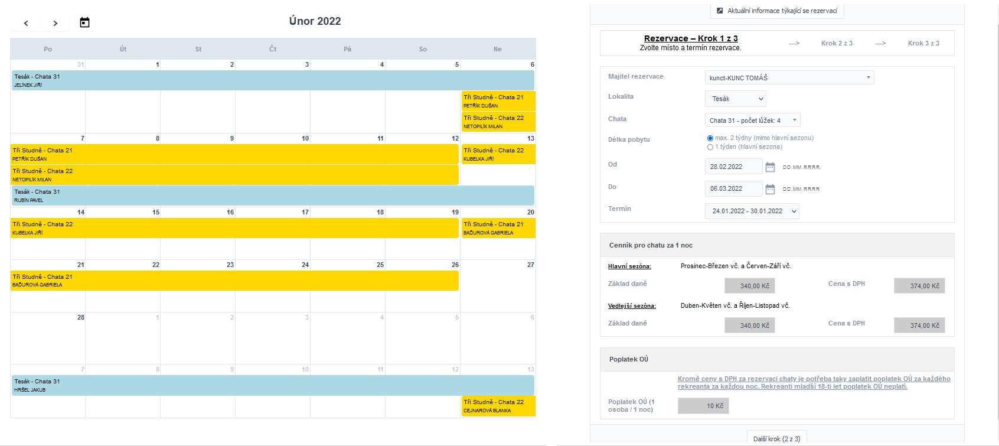 Únor 2022
Po Út St Čt Pá So Ne
31 1 2 3 4 5 6
Tesák - Chata 31
JELÍNEK JIŘÍ
Tři Studně - Chata 21
PETŘÍK DUŠAN
Tři Studně - Chata 22
NETOPILÍK MILAN
7 8 9 10 11 12 13
Tři Studně - Chata 21
PETŘÍK DUŠAN
Tři Studně - Chata 22
KUBELKA JIŘÍ
Tři Studně - Chata 22
NETOPILÍK MILAN
Tesák - Chata 31
RUBÍN PAVEL
14 15 16 17 18 19 20
Tři Studně - Chata 22
KUBELKA JIŘÍ
Tři Studně - Chata 21
BAĎUROVÁ GABRIELA
21 22 23 24 25 26 27
Tři Studně - Chata 21
BAĎUROVÁ GABRIELA
28 1 2 3 4 5 6
7 8 9 10 11 12 13
Tesák - Chata 31
HRŠEL JAKUB
Tři Studně - Chata 22
CEJNAROVÁ BLANKA
Aktuální informace týkající se rezervací
Rezervace – Krok 1 z 3 ---> Krok 2 z 3 ---> Krok 3 z 3
Zvolte místo a termín rezervace.
Majitel rezervace kunct-KUNC TOMÁŠ
Lokalita Tesák
Chata Chata 31 - počet lůžek: 4
Délka pobytu max. 2 týdny (mimo hlavní sezonu)
1 týden (hlavní sezona)
Od 28.02.2022 DD.MM.RRRR
Do 06.03.2022 DD.MM.RRRR
Termín 24.01.2022 - 30.01.2022
Cenník pro chatu za 1 noc
Hlavní sezóna: Prosinec-Březen vč. a Červen-Září vč.
Základ daně 340,00 Kč Cena s DPH 374,00 Kč
Vedlejší sezóna: Duben-Květen vč. a Říjen-Listopad vč.
Základ daně 340,00 Kč Cena s DPH 374,00 Kč
Poplatek OÚ
Kromě ceny s DPH za rezervaci chaty je potřeba taky zaplatit poplatek OÚ za každého
rekreanta za každou noc. Rekreanti mladší 18-ti let poplatek OÚ neplatí.
Poplatek OÚ (1
osoba / 1 noc) 10 Kč
Další krok (2 z 3)